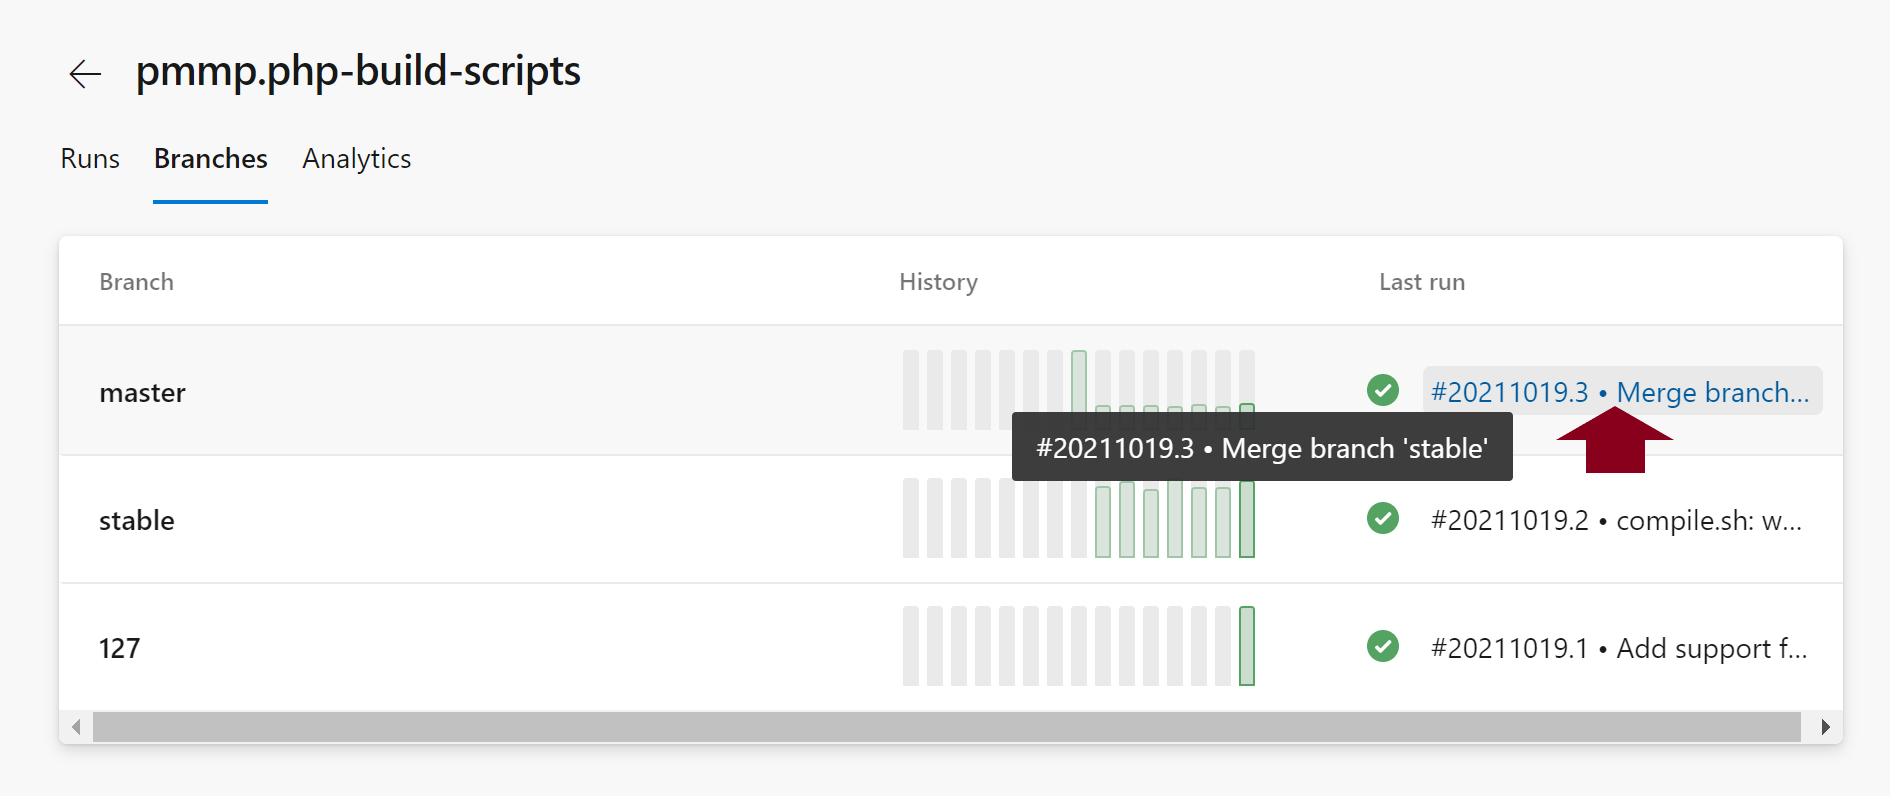 pmmp.php-build-scripts
Runs Branches Analytics
Branch History Last run
master #20211019.3 • Merge branch...
#20211019.3 • Merge branch 'stable'
stable #20211019.2 • compile.sh: w...
127 #20211019.1 • Add support f...